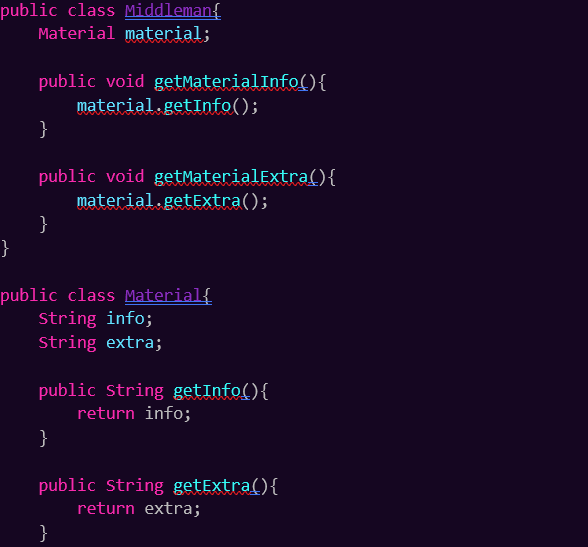 public class Middleman{
    Material material;
    public void getMaterialInfo(){
        material.getInfo();
    }
    public void getMaterialExtra(){
        material.getExtra();
    }
}
public class Material{
    String info;
    String extra;
    public String getInfo(){
        return info;
    }
    public String getExtra(){
        return extra;
    }